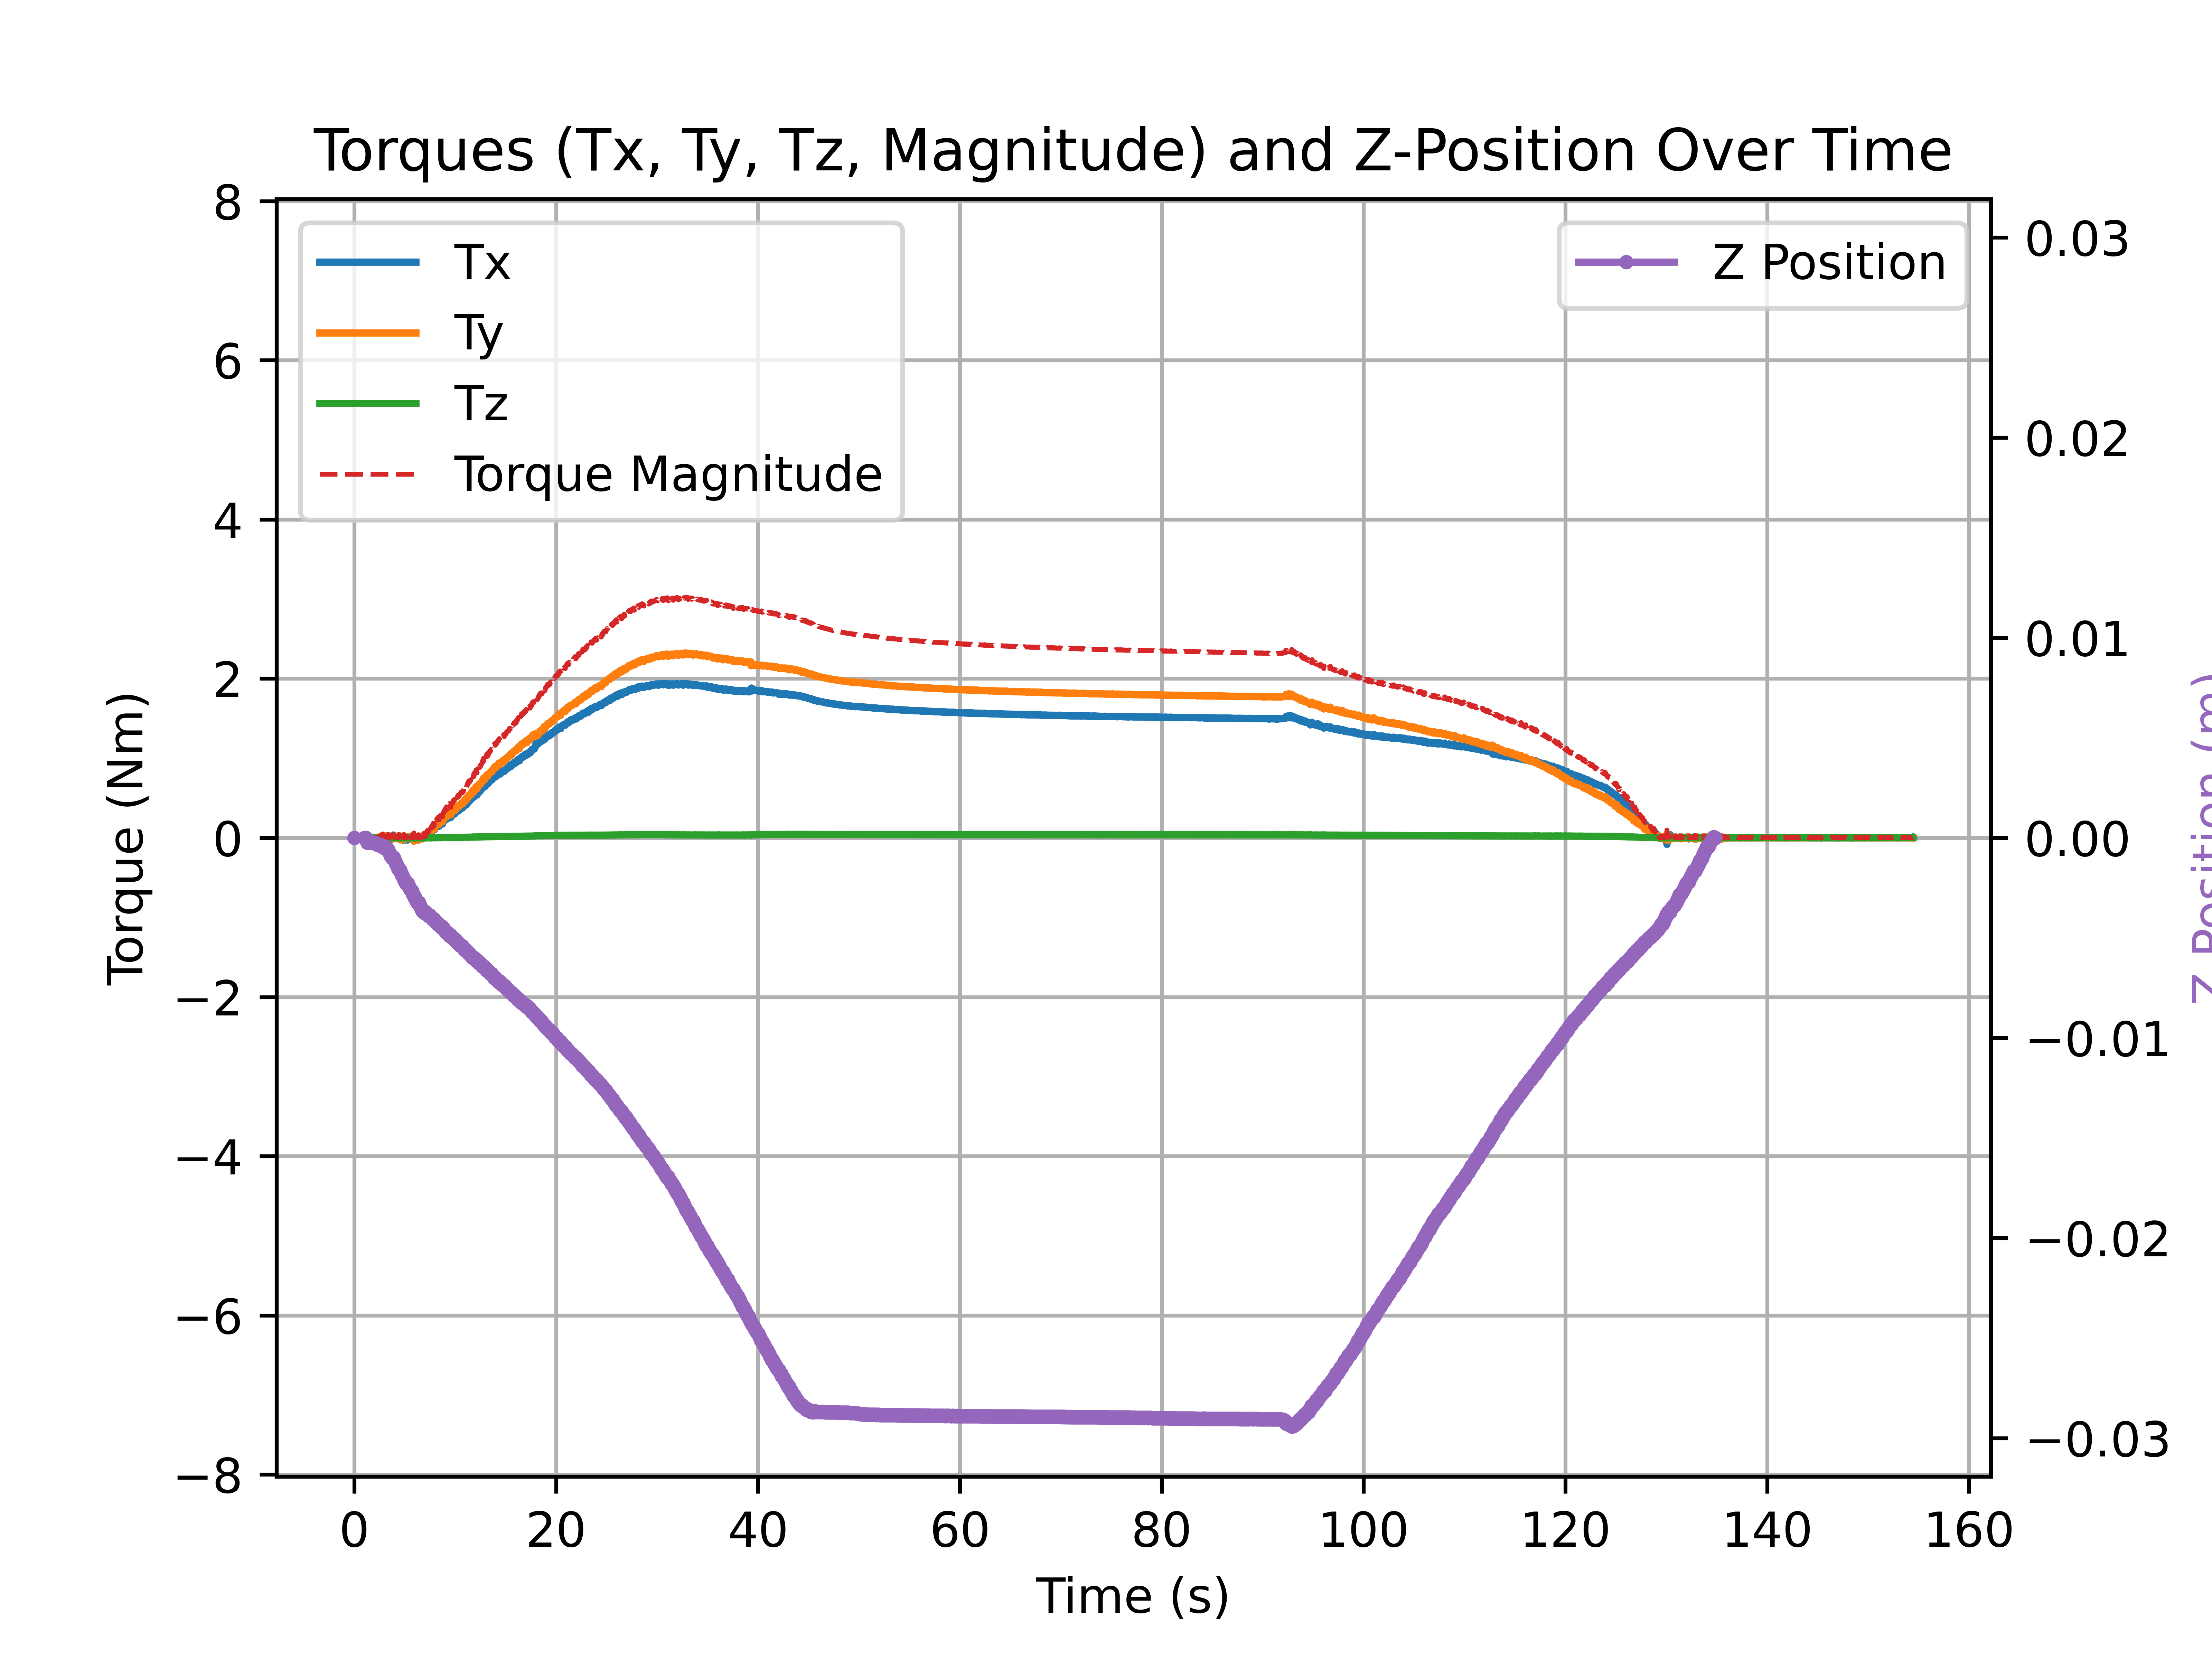 Torques (Tx, Ty, Tz, Magnitude) and Z-Position Over Time
Tx
Ty
Tz
Torque Magnitude
Z Position
Torque (Nm)
8
6
4
2
0
−2
−4
−6
−8
0.03
0.02
0.01
0.00
−0.01
−0.02
−0.03
Z Position (m)
0 20 40 60 80 100 120 140 160
Time (s)